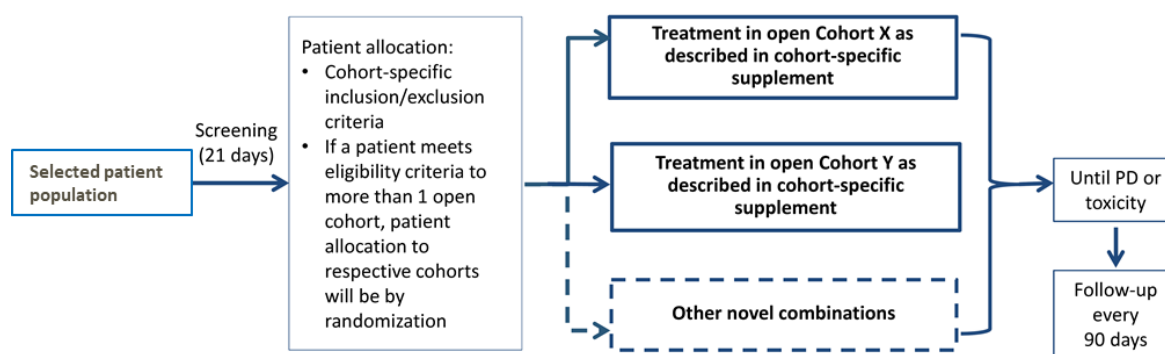 Selected patient
population
Screening
(21 days)
Patient allocation:
• Cohort-specific
inclusion/exclusion
criteria
• If a patient meets
eligibility criteria to
more than 1 open
cohort, patient
allocation to
respective cohorts
will be by
randomization
Treatment in open Cohort X as
described in cohort-specific
supplement
Treatment in open Cohort Y as
described in cohort-specific
supplement
Other novel combinations
Until PD or
toxicity
Follow-up
every
90 days